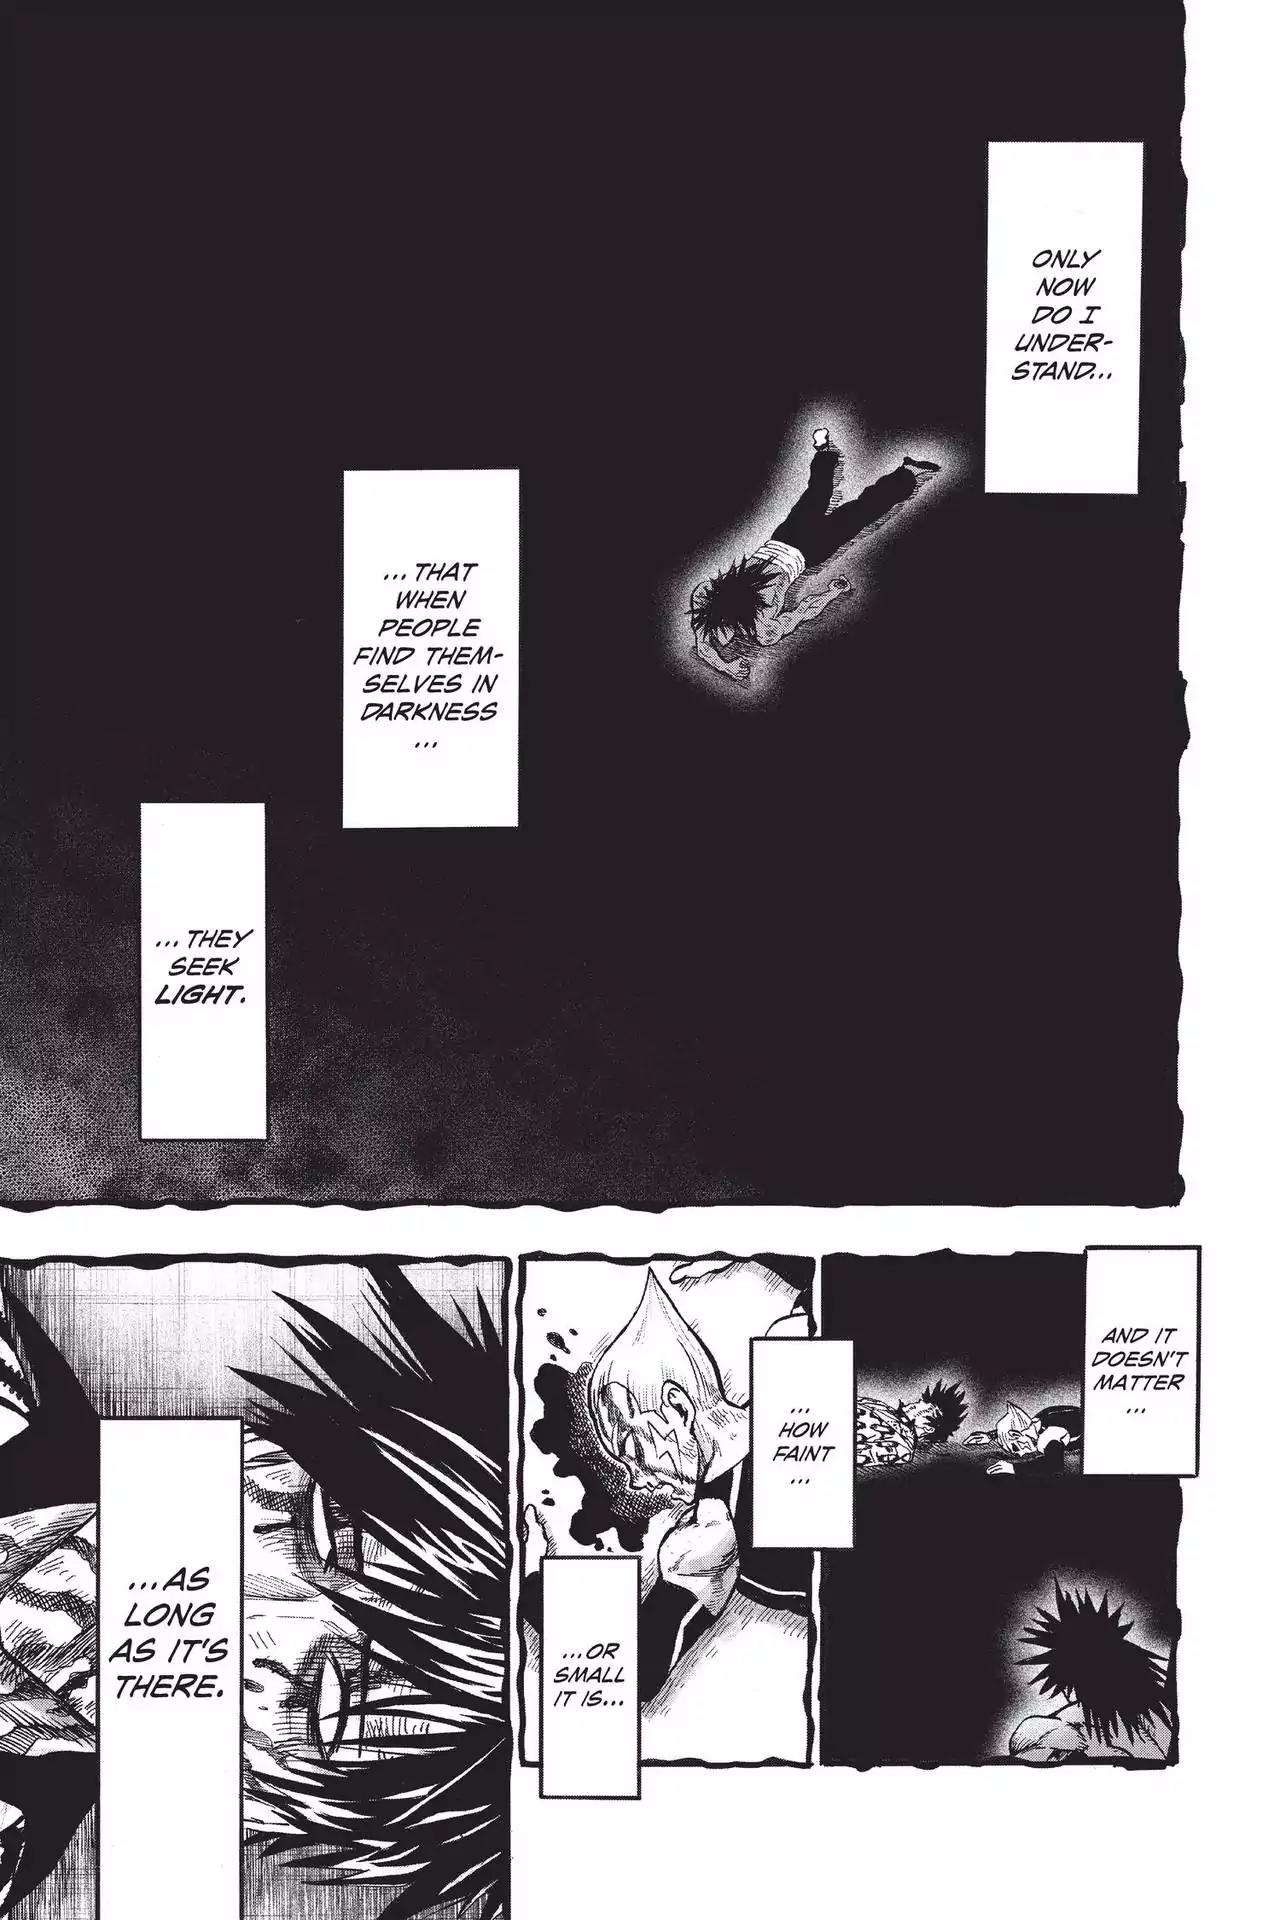 ONLY
NOW
DO I
UNDER-
STAND...
...THAT
WHEN
PEOPLE
FIND THEM-
SELVES IN
DARKNESS
...
...THEY
SEEK
LIGHT.
AND IT
DOESN'T
MATTER
...
...
HOW
FAINT
...
...OR
SMALL
IT IS...
...AS
LONG
AS IT'S
THERE.